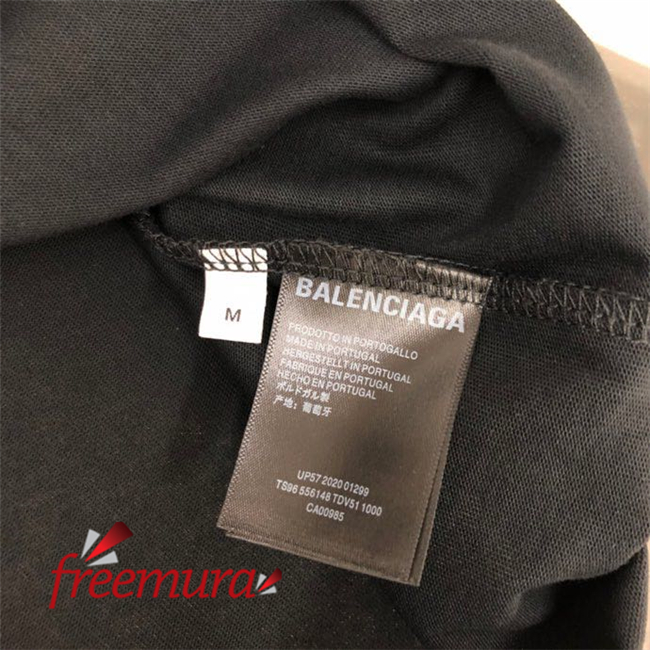 M
BALENCIAGA
PRODOTTO IN PORTOGALLO
MADE IN PORTUGAL
HERGESTELLT IN PORTUGAL
FABRIQUE EN PORTUGAL
HECHO EN PORTUGAL
ポルトガル製
产地：葡萄牙
UP57 2020 01299
TS96 556148 TDV51 1000
CA00985
freemura